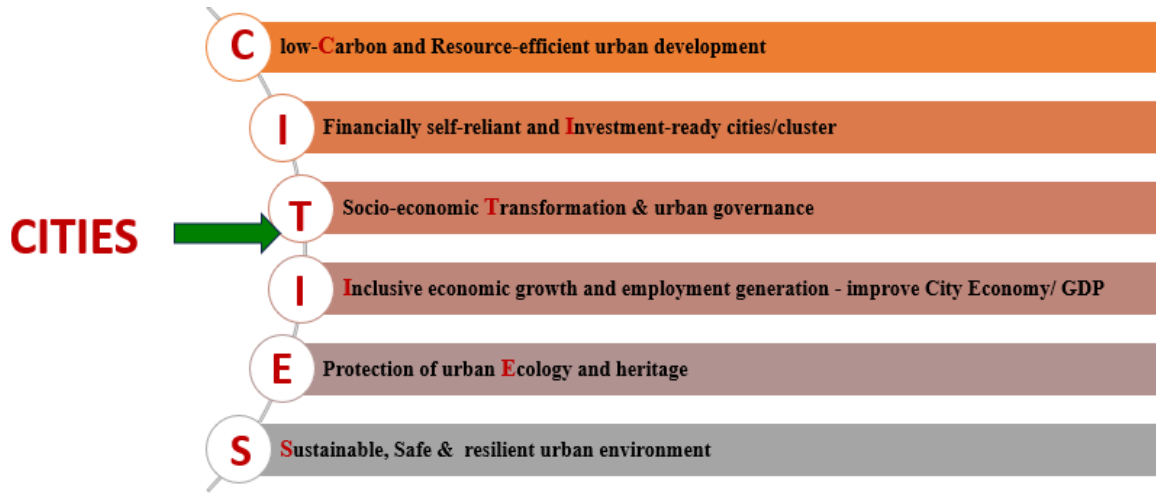 C
low-Carbon and Resource-efficient urban development
I
Financially self-reliant and Investment-ready cities/cluster
T
Socio-economic Transformation & urban governance
CITIES
I
Inclusive economic growth and employment generation - improve City Economy/ GDP
E
Protection of urban Ecology and heritage
S
Sustainable, Safe & resilient urban environment